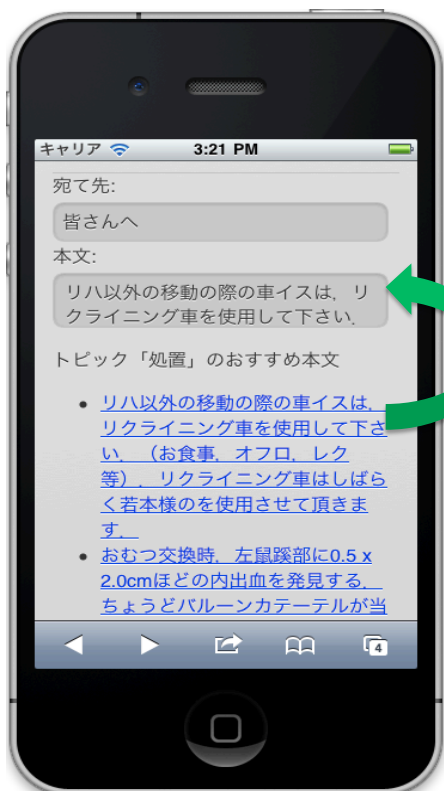 キャリア 3:21 PM
宛て先:
皆さんへ
本文:
リハ以外の移動の際の車イスは，リ
クライニング車を使用して下さい．
トピック「処置」のおすすめ本文
• リハ以外の移動の際の車イスは，
リクライニング車を使用して下さ
い．（お食事，オフロ，レク
等），リクライニング車はしばら
く若本様のを使用させて頂きま
す．
• おむつ交換時，左鼠蹊部に0.5 x
2.0cmほどの内出血を発見する．
ちょうどバルーンカテーテルが当
4